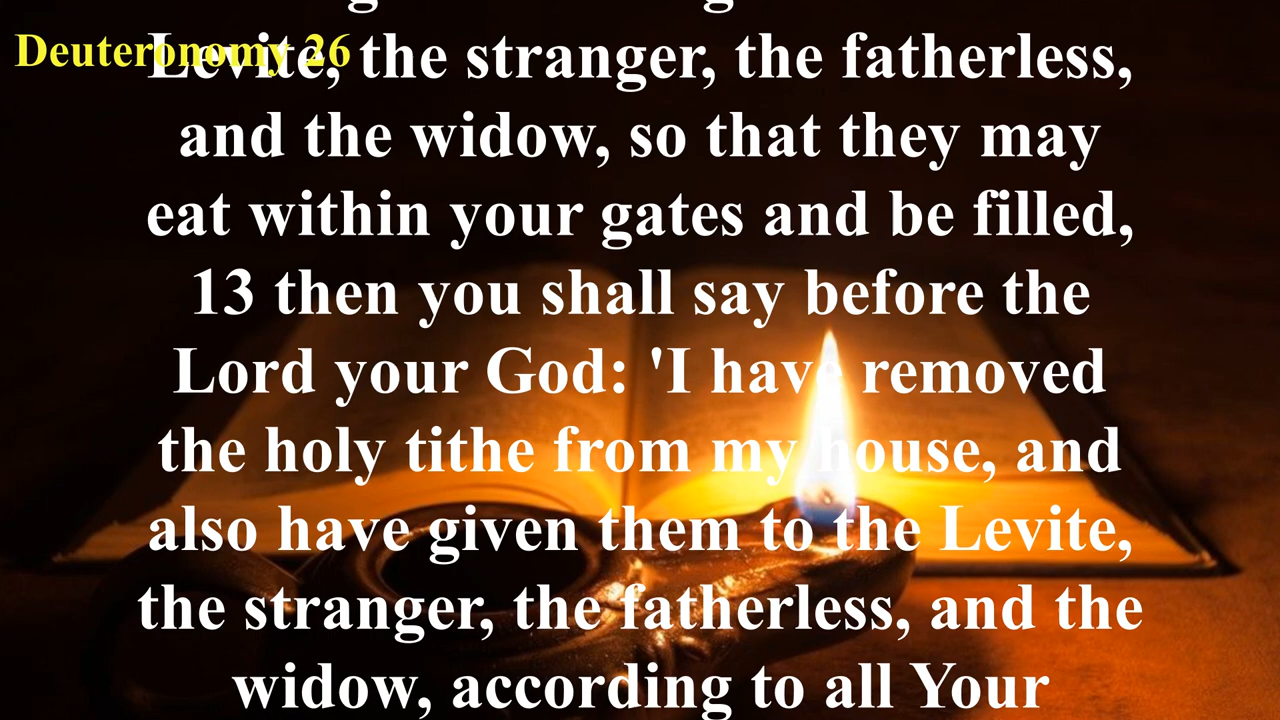 Deuteronomy 26
Levite, the stranger, the fatherless,
and the widow, so that they may
eat within your gates and be filled,
13 then you shall say before the
Lord your God: 'I have removed
the holy tithe from my house, and
also have given them to the Levite,
the stranger, the fatherless, and the
widow, according to all Your